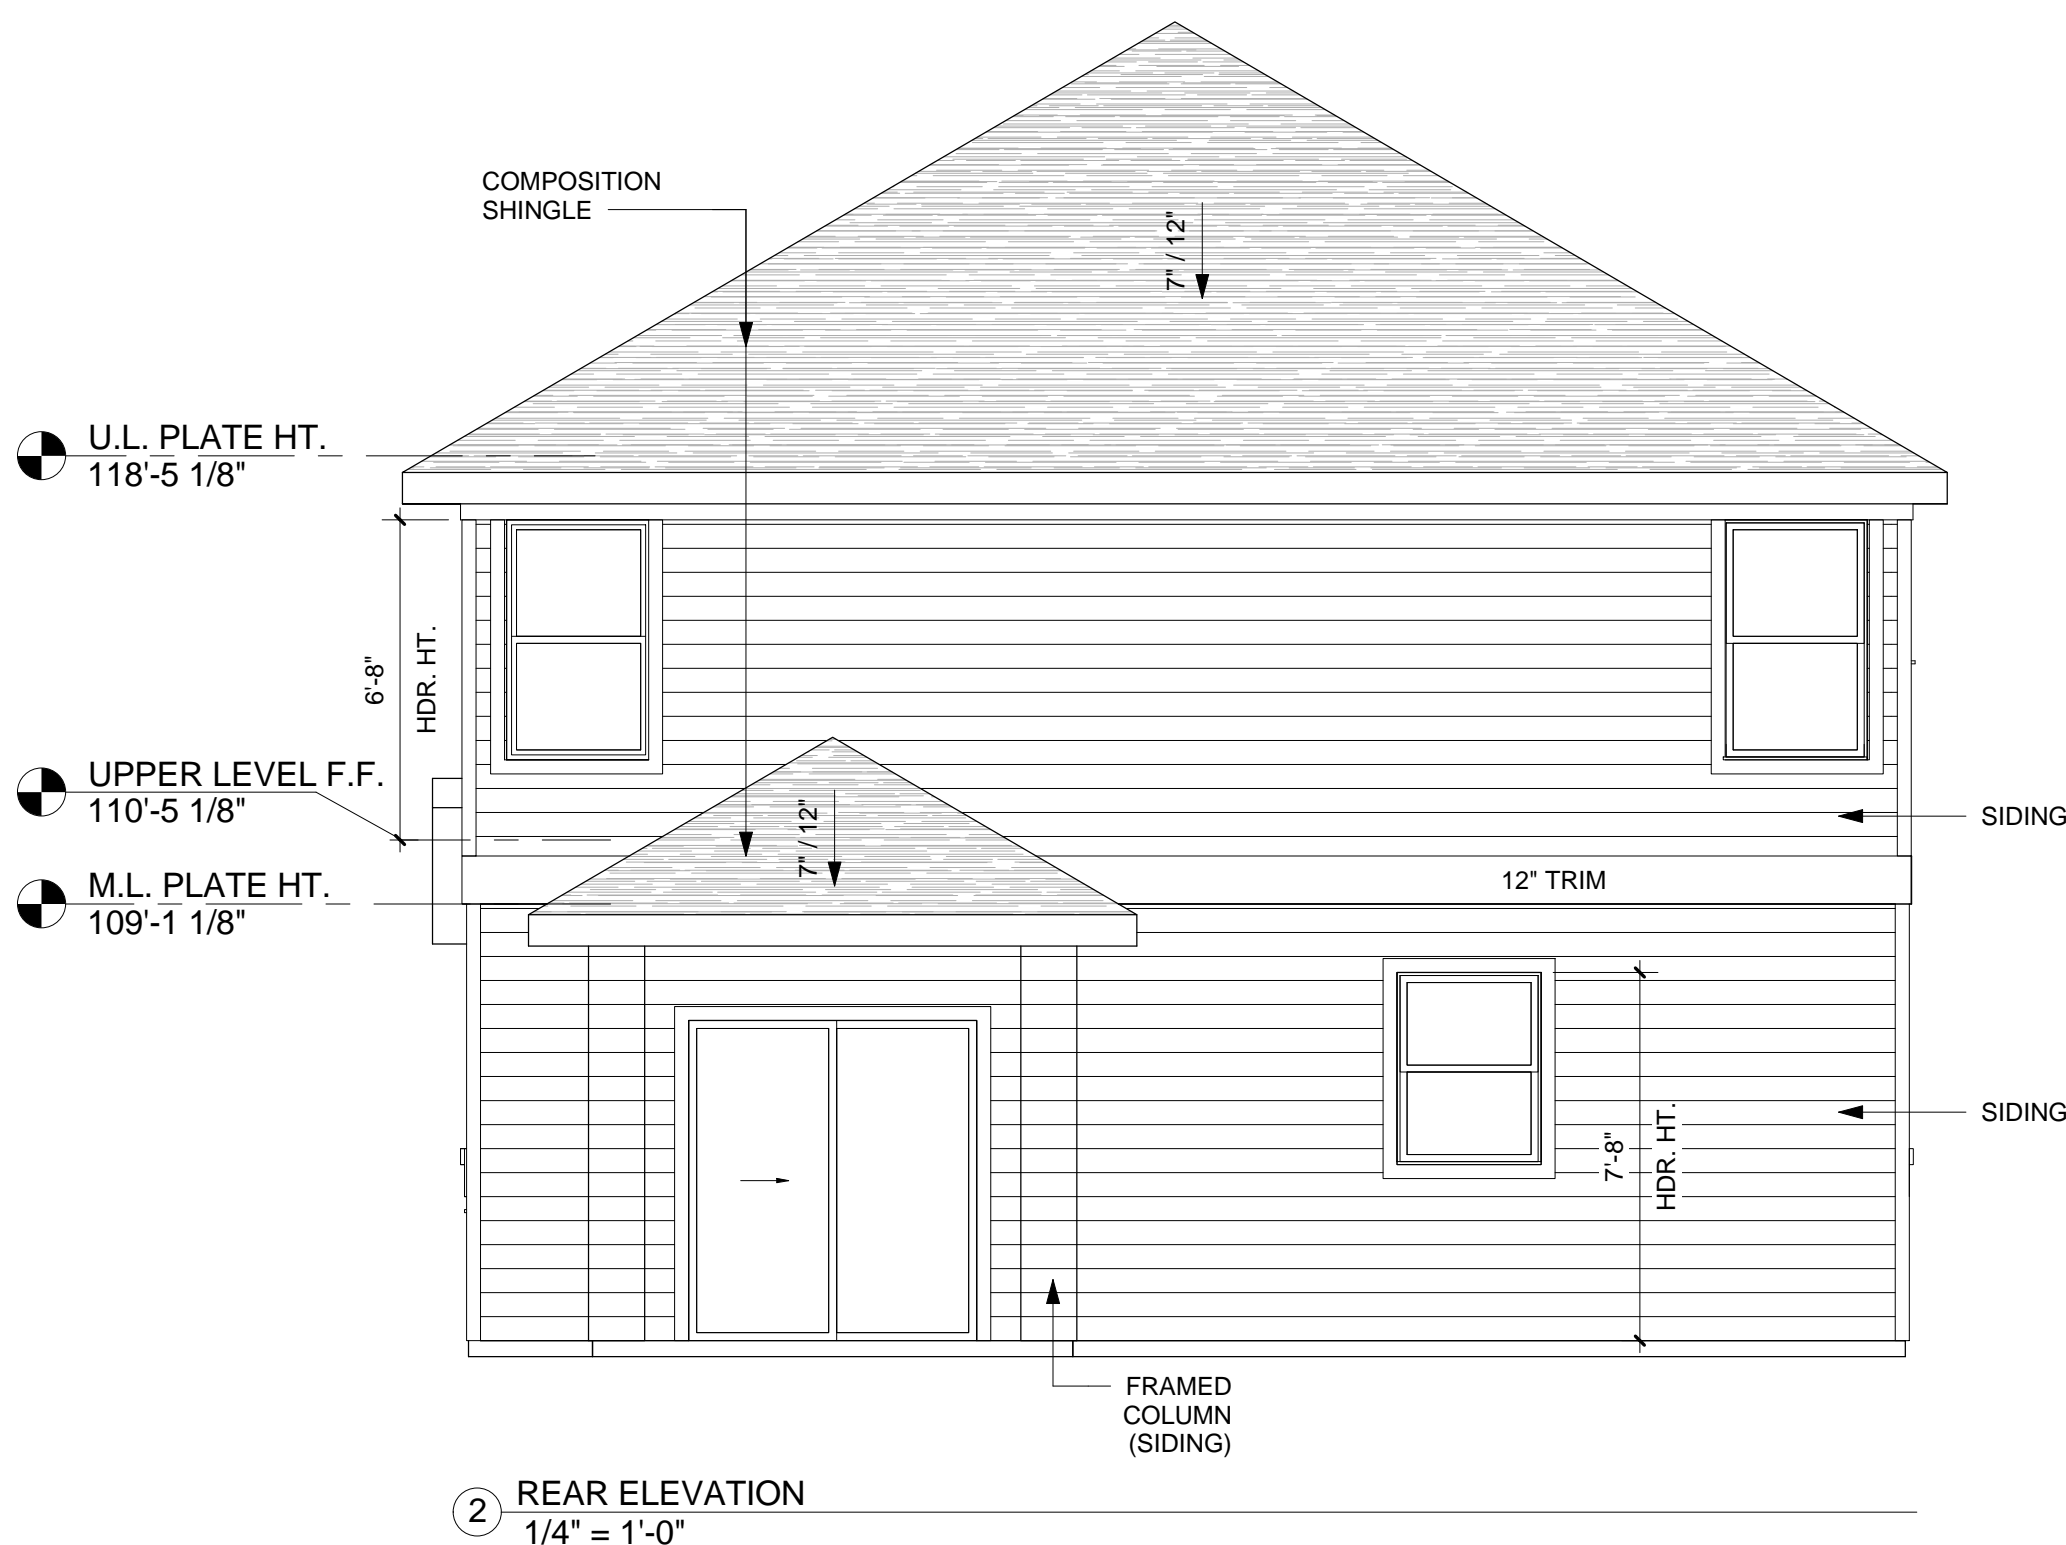 COMPOSITION
SHINGLE
7" / 12"
U.L. PLATE HT.
118'-5 1/8"
6'-8"
HDR. HT.
UPPER LEVEL F.F.
110'-5 1/8"
7" / 12"
SIDING
M.L. PLATE HT.
109'-1 1/8"
12" TRIM
SIDING
7'-8"
HDR. HT.
FRAMED
COLUMN
(SIDING)
2
REAR ELEVATION
1/4" = 1'-0"